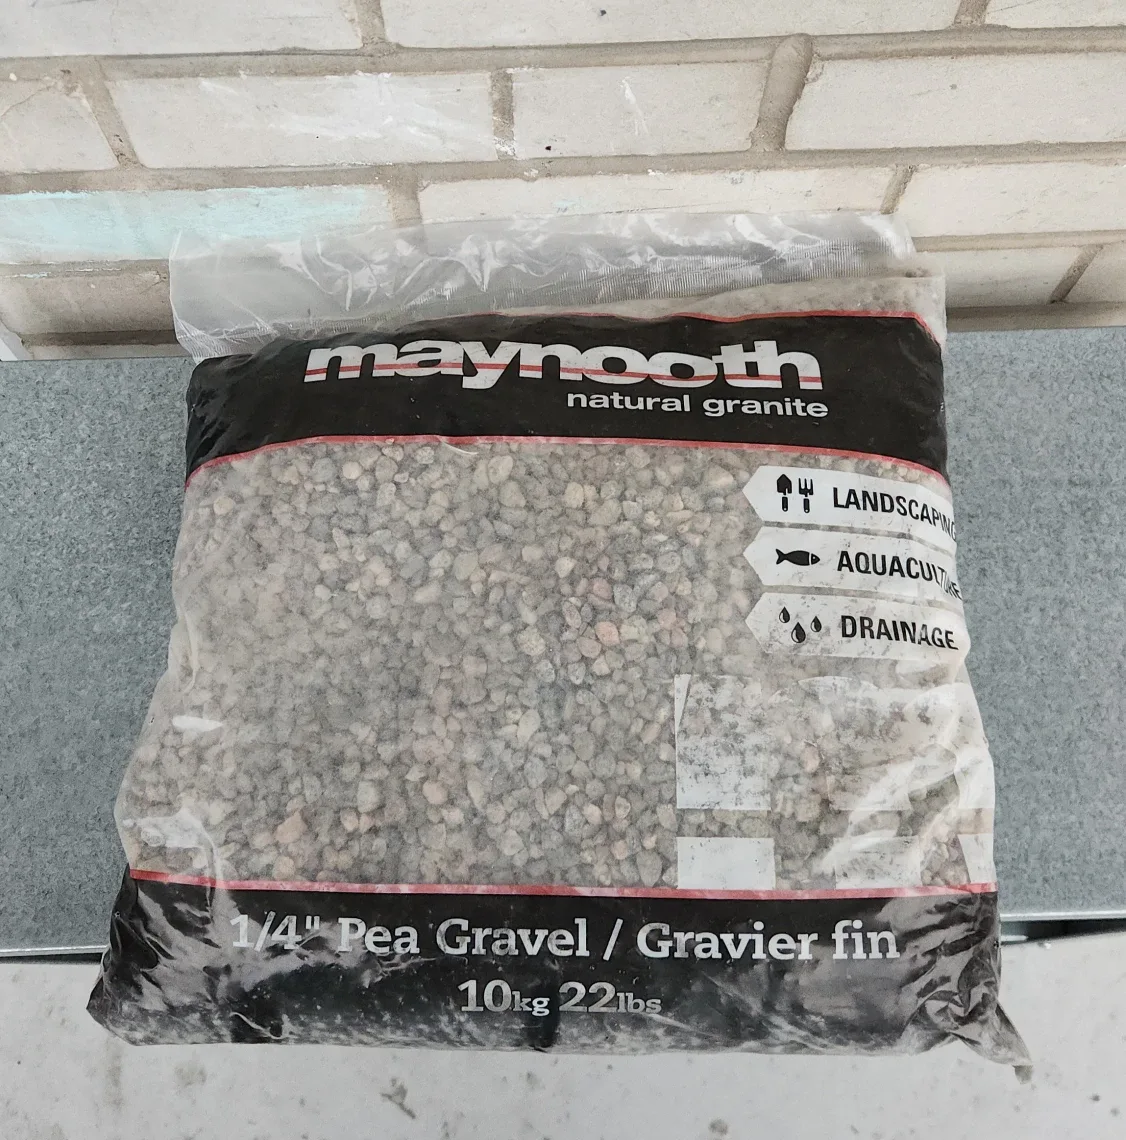 maynooth
natural granite
LANDSCAPING
AQUACULTURE
DRAINAGE
1/4" Pea Gravel / Gravier fin
10kg 22lbs